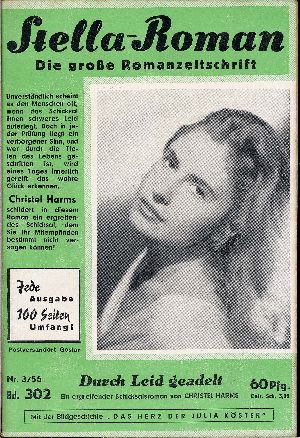 Stella-Roman
Die große Romanzeitschrift
Unverständlich scheint
es den Menschen oft,
wenn das Schicksal
ihnen schweres Leid
auferlegt. Doch in je-
der Prüfung liegt ein
verborgener Sinn, und
wer durch die Tie-
fen des Lebens ge-
schritten ist, wird
eines Tages innerlich
gereift das wahre
Glück erkennen.
Christel Harms
schildert in diesem
Roman ein ergreifen-
des Schicksal, dem
Sie Ihr Mitempfinden
bestimmt nicht ver-
sagen können!
Jede
Ausgabe
100 Seiten
Umfang!
Postversandort Goslar
Nr. 3/56
Bd. 302
Durch Leid geadelt
Ein ergreifender Schicksalsroman von CHRISTEL HARMS
60 Pfg.
Mit der Bildgeschichte „DAS HERZ DER JULIA KÖSTER"